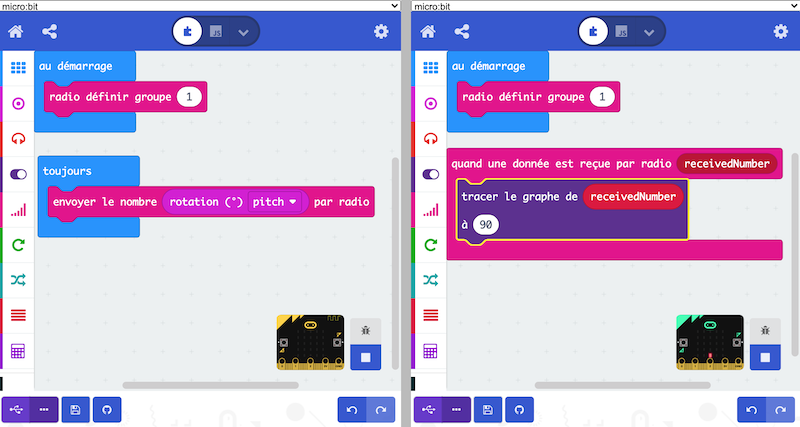 micro:bit
JS
au démarrage
radio définir groupe 1
toujours
envoyer le nombre rotation (°) pitch par radio
micro:bit
JS
au démarrage
radio définir groupe 1
quand une donnée est reçue par radio receivedNumber
tracer le graphe de receivedNumber
à 90